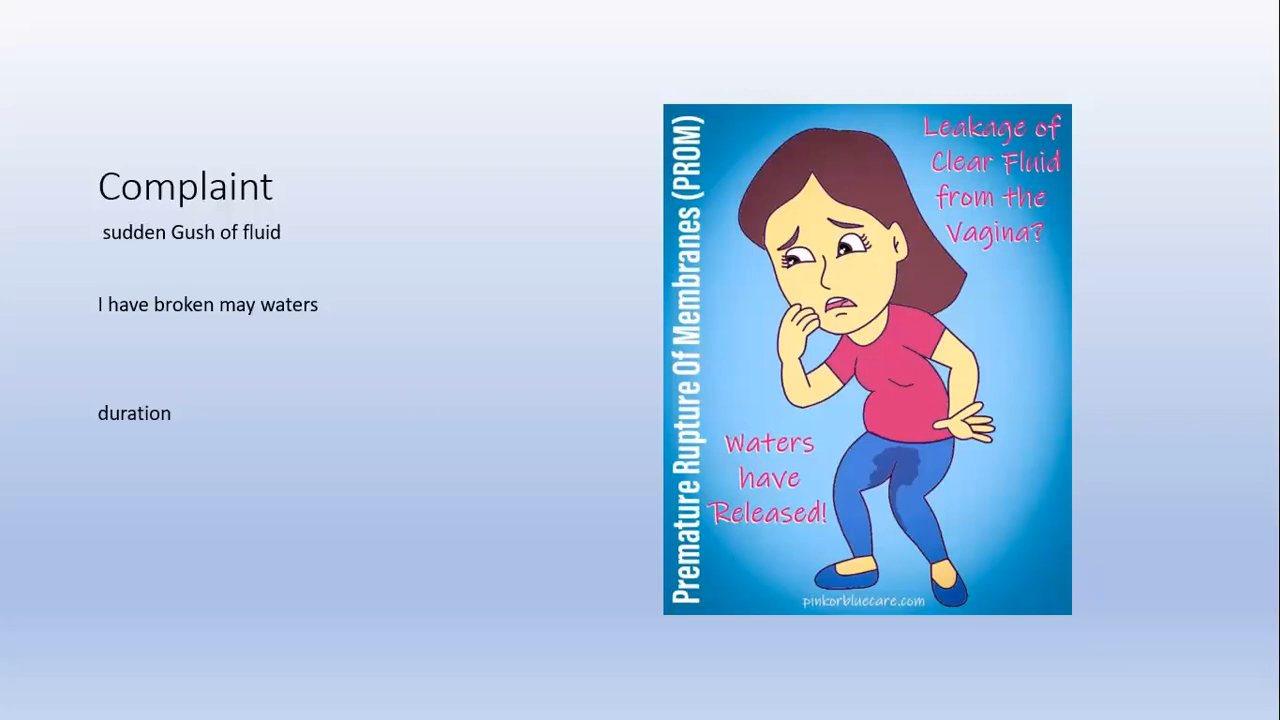 Complaint
sudden Gush of fluid
I have broken may waters
duration
Premature Rupture Of Membranes (PROM)
Leakage of
Clear Fluid
from the
Vagina?
Waters
have
Released!
pinkorbluecare.com